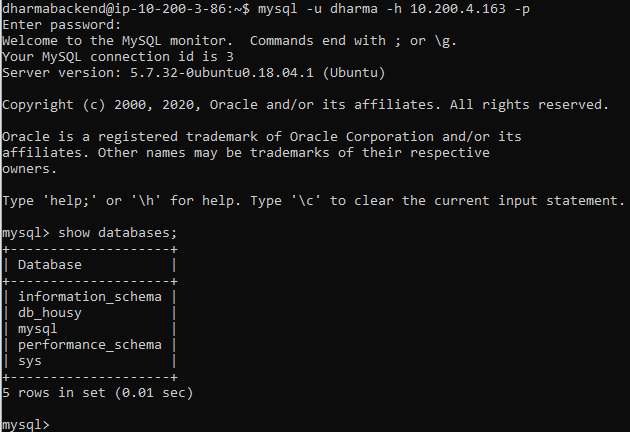 dharmabackend@ip-10-200-3-86:~$ mysql -u dharma -h 10.200.4.163 -p
Enter password:
Welcome to the MySQL monitor.  Commands end with ; or \g.
Your MySQL connection id is 3
Server version: 5.7.32-0ubuntu0.18.04.1 (Ubuntu)

Copyright (c) 2000, 2020, Oracle and/or its affiliates. All rights reserved.

Oracle is a registered trademark of Oracle Corporation and/or its
affiliates. Other names may be trademarks of their respective
owners.

Type 'help;' or '\h' for help. Type '\c' to clear the current input statement.

mysql> show databases;
+--------------------+
| Database           |
+--------------------+
| information_schema |
| db_housy           |
| mysql              |
| performance_schema |
| sys                |
+--------------------+
5 rows in set (0.01 sec)

mysql>